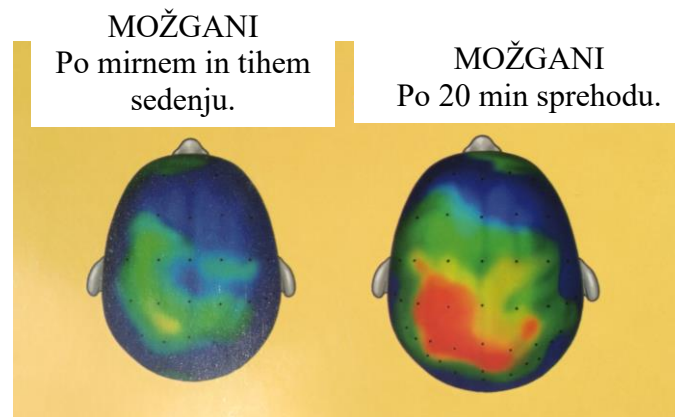 MOŽGANI
Po mirnem in tihem
sedenju.
MOŽGANI
Po 20 min sprehodu.